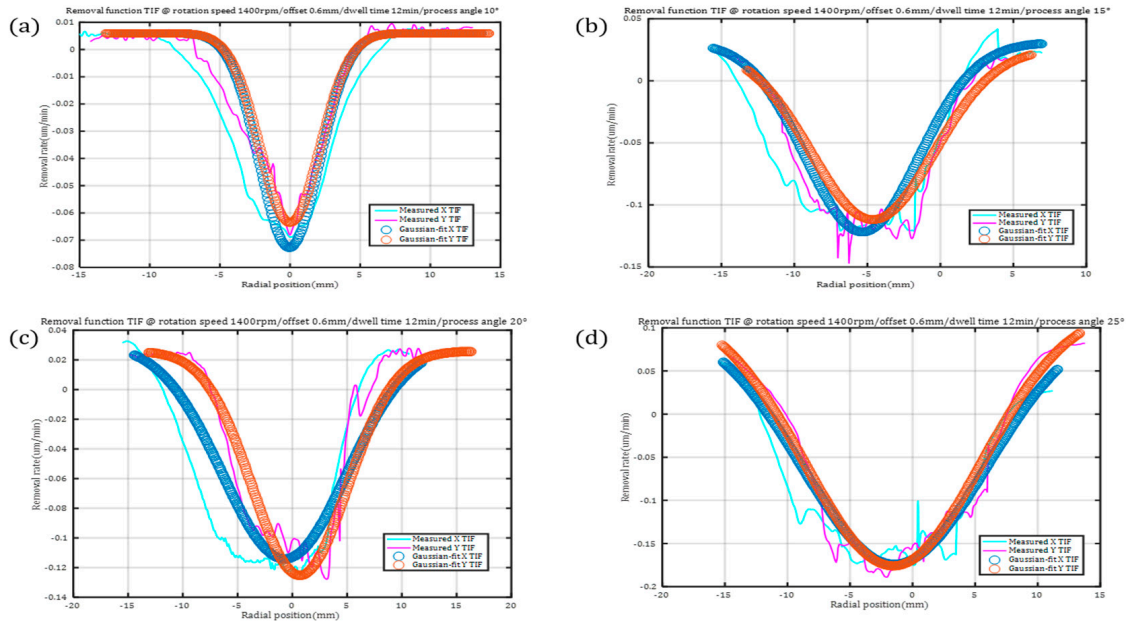 (a)
Removal function TIF @ rotation speed 1400rpm/offset 0.6mm/dwell time 12min/process angle 10°
0.01
0
-0.01
-0.02
-0.03
-0.04
-0.05
-0.06
-0.07
-0.08
Removal rate(um/min)
Measured X TIF
Measured Y TIF
Gaussian-fit X TIF
Gaussian-fit Y TIF
-15 -10 -5 0 5 10 15
Radial position(mm)
(b)
Removal function TIF @ rotation speed 1400rpm/offset 0.6mm/dwell time 12min/process angle 15°
0.05
0
-0.05
-0.1
-0.15
Removal rate(um/min)
Measured X TIF
Measured Y TIF
Gaussian-fit X TIF
Gaussian-fit Y TIF
-20 -15 -10 -5 0 5 10
Radial position(mm)
(c)
Removal function TIF @ rotation speed 1400rpm/offset 0.6mm/dwell time 12min/process angle 20°
0.04
0.02
0
-0.02
-0.04
-0.06
-0.08
-0.1
-0.12
-0.14
Removal rate(um/min)
Measured X TIF
Measured Y TIF
Gaussian-fit X TIF
Gaussian-fit Y TIF
-20 -15 -10 -5 0 5 10 15 20
Radial position(mm)
(d)
Removal function TIF @ rotation speed 1400rpm/offset 0.6mm/dwell time 12min/process angle 25°
0.1
0.05
0
-0.05
-0.1
-0.15
-0.2
Removal rate(um/min)
Measured X TIF
Measured Y TIF
Gaussian-fit X TIF
Gaussian-fit Y TIF
-20 -15 -10 -5 0 5 10 15
Radial position(mm)